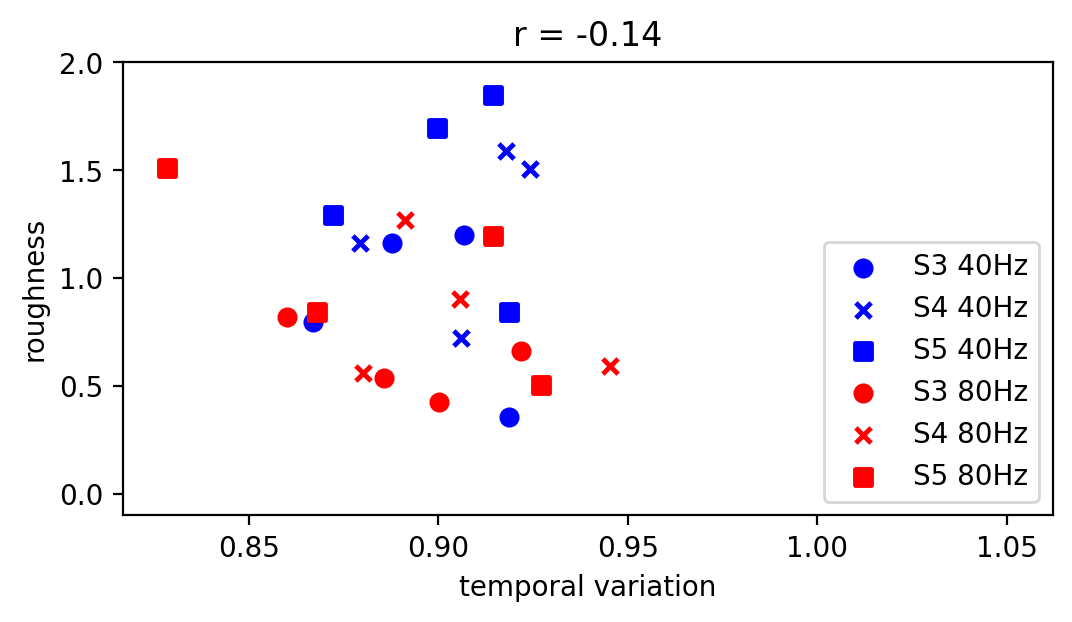 r = -0.14
roughness
2.0
1.5
1.0
0.5
0.0
0.85
0.90
0.95
1.00
1.05
temporal variation
S3 40Hz
S4 40Hz
S5 40Hz
S3 80Hz
S4 80Hz
S5 80Hz